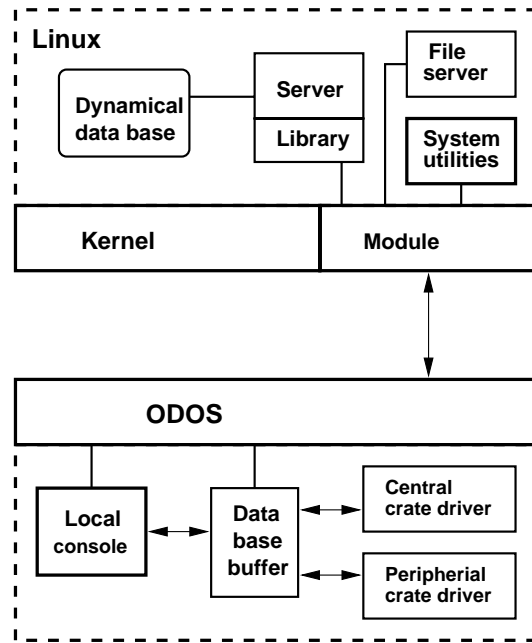 Linux
File
server
Dynamical
data base
Server
Library
System
utilities
Kernel
Module
ODOS
Local
console
Data
base
buffer
Central
crate driver
Peripherial
crate driver